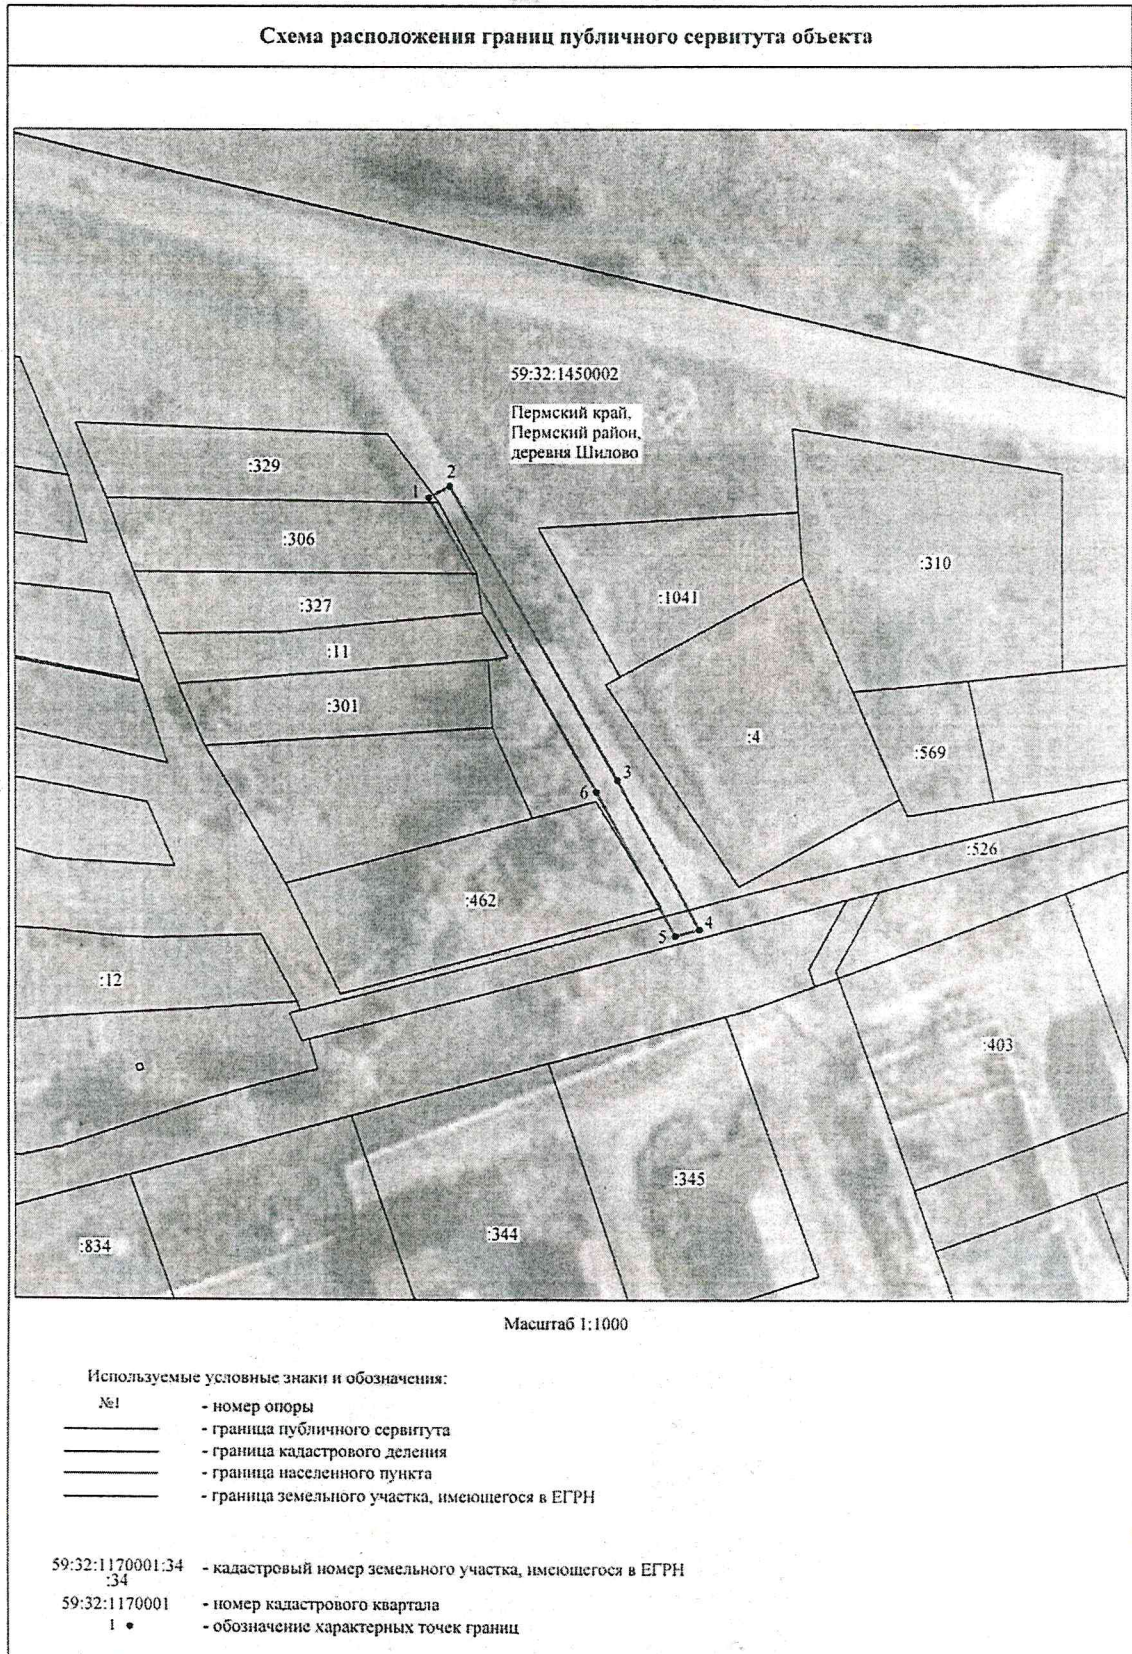 Схема расположения границ публичного сервитута объекта
59:32:1450002
Пермский край,
Пермский район,
деревня Шилово
:329
2
1
:306
:310
:327
:1041
:11
:301
:4
:569
3
6
:526
:462
4
5
:12
:403
:345
:344
:834
Масштаб 1:1000
Используемые условные знаки и обозначения:
№1 - номер опоры
- граница публичного сервитута
- граница кадастрового деления
- граница населенного пункта
- граница земельного участка, имеющегося в ЕГРН
59:32:1170001:34 - кадастровый номер земельного участка, имеющегося в ЕГРН
:34
59:32:1170001 - номер кадастрового квартала
1 - обозначение характерных точек границ